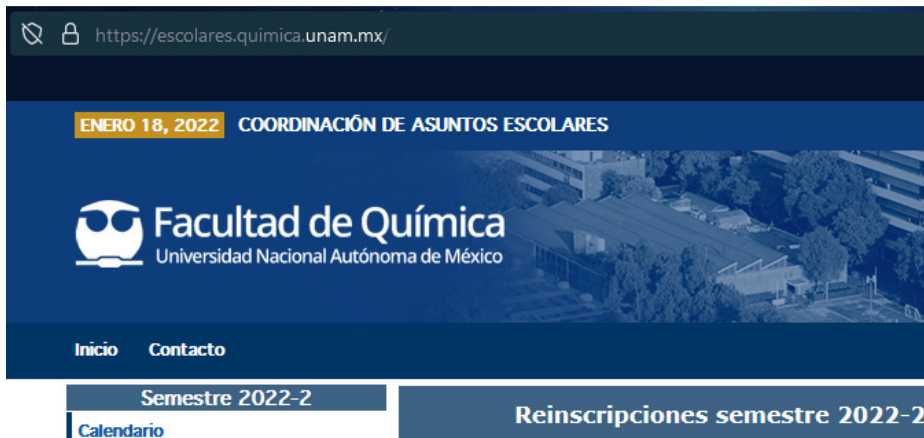 https://escolares.quimica.unam.mx/
ENERO 18, 2022 COORDINACIÓN DE ASUNTOS ESCOLARES
Facultad de Química
Universidad Nacional Autónoma de México
Inicio Contacto
Semestre 2022-2
Reinscripciones semestre 2022-2
Calendario